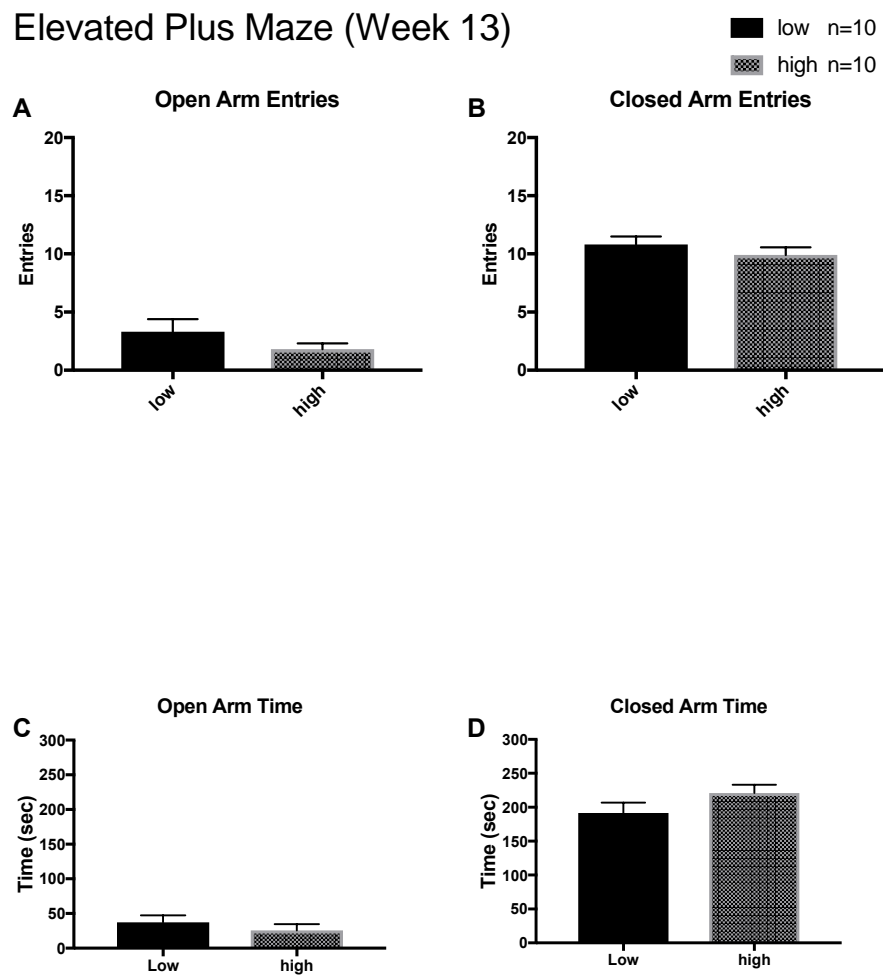 Elevated Plus Maze (Week 13)
low n=10
high n=10
A
Open Arm Entries
20
15
10
5
0
Entries
low
high
B
Closed Arm Entries
20
15
10
5
0
Entries
low
high
C
Open Arm Time
300
250
200
150
100
50
0
Time (sec)
Low
high
D
Closed Arm Time
300
250
200
150
100
50
0
Time (sec)
Low
high